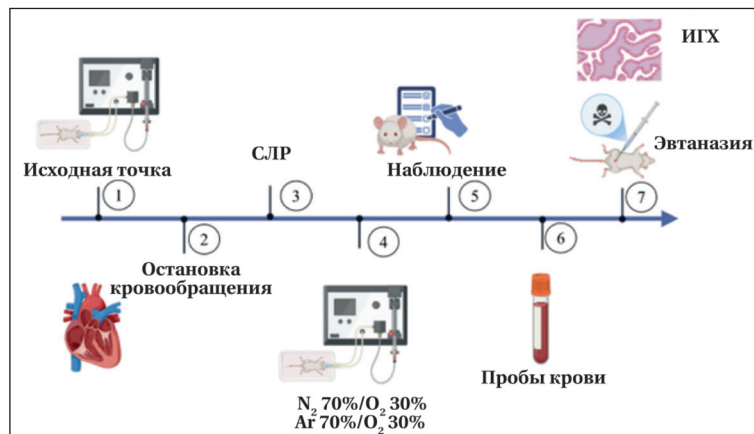 ИГХ
СЛР
Эвтаназия
Исходная точка
Наблюдение
1
3
5
7
2
4
6
Остановка
кровообращения
Пробы крови
N₂ 70%/O₂ 30%
Ar 70%/O₂ 30%